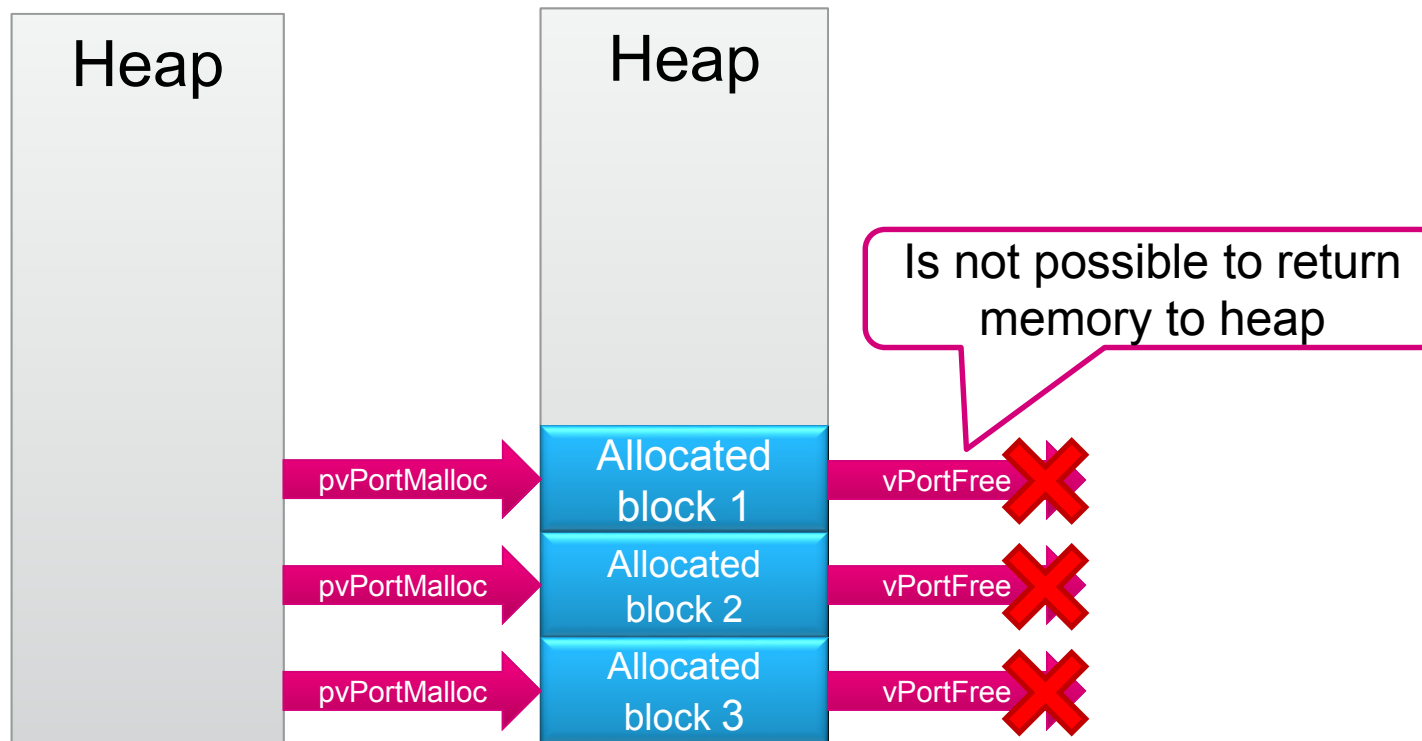 Heap
Heap
Is not possible to return
memory to heap
pvPortMalloc
Allocated
block 1
vPortFree
pvPortMalloc
Allocated
block 2
vPortFree
pvPortMalloc
Allocated
block 3
vPortFree